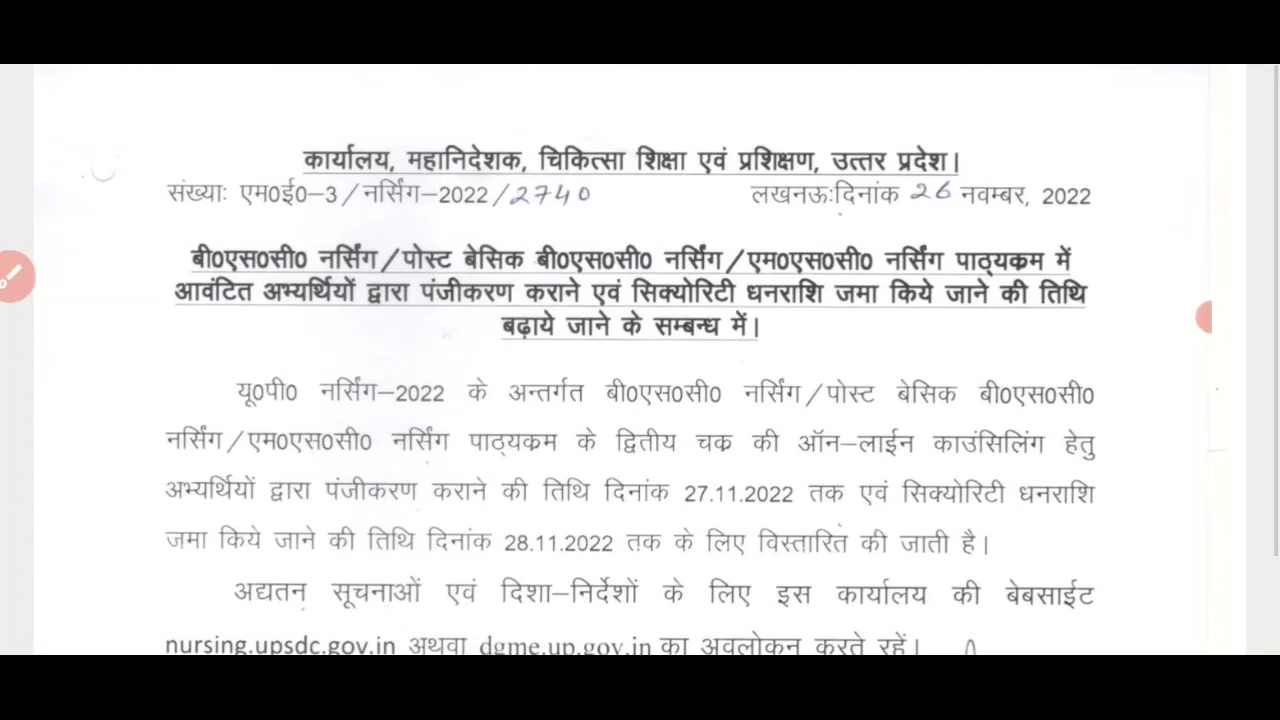 कार्यालय, महानिदेशक, चिकित्सा शिक्षा एवं प्रशिक्षण, उत्तर प्रदेश।
संख्याः एम0ई0-3/नर्सिंग-2022/2740 लखनऊःदिनांक 26 नवम्बर, 2022
बी0एस0सी0 नर्सिंग/पोस्ट बेसिक बी0एस0सी0 नर्सिंग/एम0एस0सी0 नर्सिंग पाठ्यक्रम में
आवंटित अभ्यर्थियों द्वारा पंजीकरण कराने एवं सिक्योरिटी धनराशि जमा किये जाने की तिथि
बढ़ाये जाने के सम्बन्ध में।
यू0पी0 नर्सिंग-2022 के अन्तर्गत बी0एस0सी0 नर्सिंग/पोस्ट बेसिक बी0एस0सी0
नर्सिंग/एम0एस0सी0 नर्सिंग पाठ्यक्रम के द्वितीय चक्र की ऑन-लाईन काउंसिलिंग हेतु
अभ्यर्थियों द्वारा पंजीकरण कराने की तिथि दिनांक 27.11.2022 तक एवं सिक्योरिटी धनराशि
जमा किये जाने की तिथि दिनांक 28.11.2022 तक के लिए विस्तारित की जाती है।
अद्यतन सूचनाओं एवं दिशा-निर्देशों के लिए इस कार्यालय की बेबसाईट
nursing.upsdc.gov.in अथवा dgme.up.gov.in का अवलोकन करते रहें।